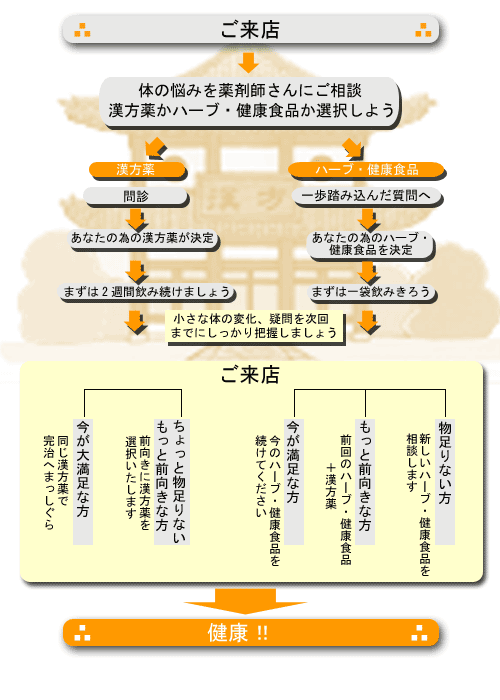 ご来店
体の悩みを薬剤師さんにご相談
漢方薬かハーブ・健康食品か選択しよう
漢方薬
問診
あなたの為の漢方薬が決定
まずは2週間飲み続けましょう
ハーブ・健康食品
一歩踏み込んだ質問へ
あなたの為のハーブ・
健康食品を決定
まずは一袋飲みきろう
小さな体の変化、疑問を次回
までにしっかり把握しましょう
ご来店
物足りない方
新しいハーブ・健康食品を
相談します
もっと前向きな方
前回のハーブ・健康食品
＋漢方薬
今が満足な方
今のハーブ・健康食品を
続けてください
ちょっと物足りない
もっと前向きな方
前向きに漢方薬を
選択いたします
今が大満足な方
同じ漢方薬で
完治へまっしぐら
健康 !!